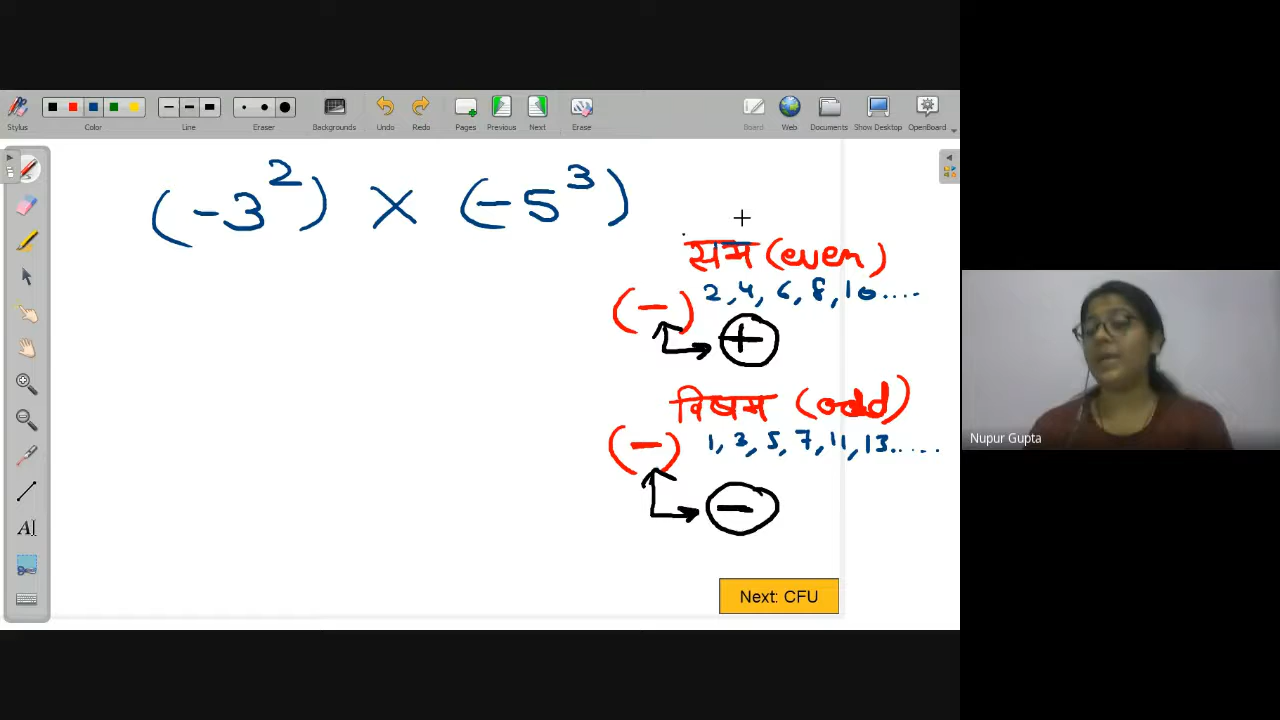 Stylus Color Line Eraser Backgrounds Undo Redo Pages Previous Next Erase Board Web Documents Show Desktop OpenBoard
(-3²) × (-5³)
सम (even)
(-) 2, 4, 6, 8, 10....
+
विषम (odd)
(-) 1, 3, 5, 7, 11, 13.....
-
Next: CFU
Nupur Gupta